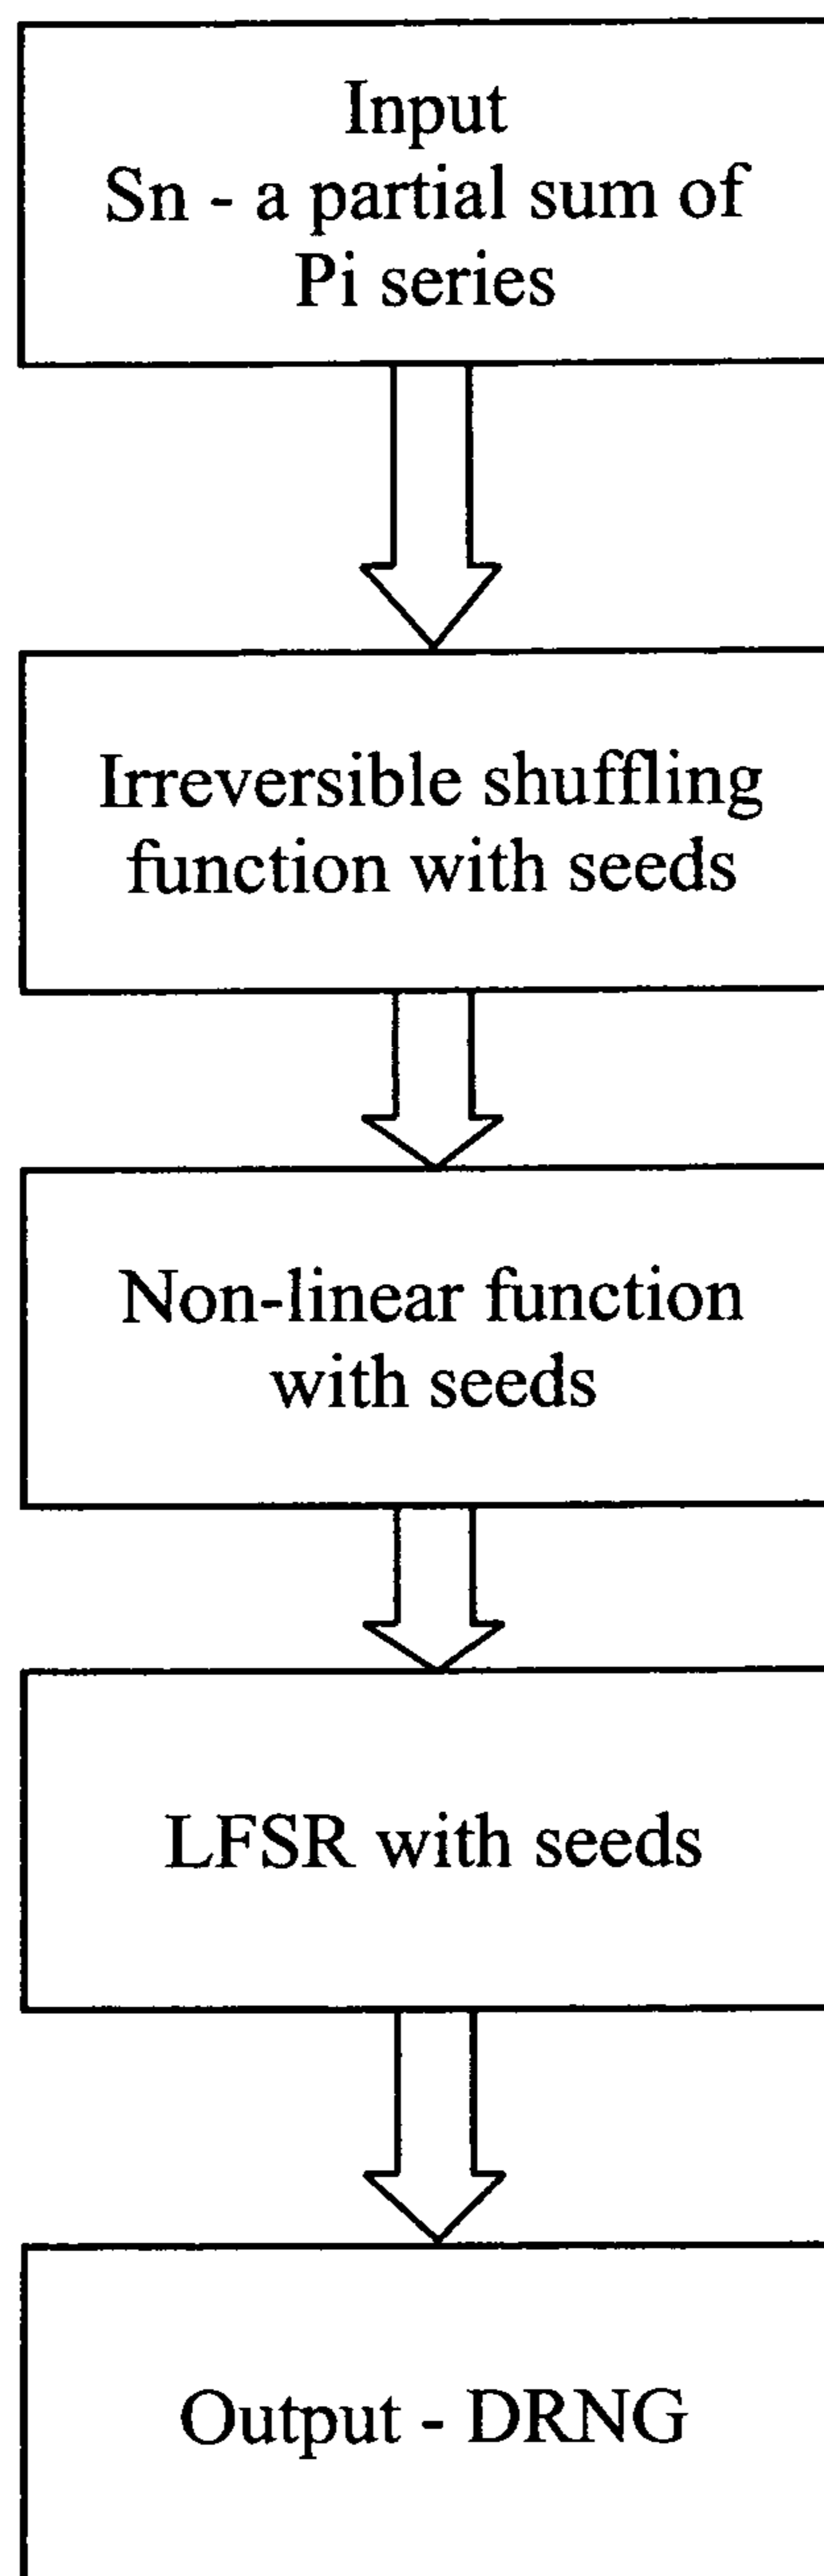 Input
Sn - a partial sum of
Pi series
Irreversible shuffling
function with seeds
Non-linear function
with seeds
LFSR with seeds
Output - DRNG